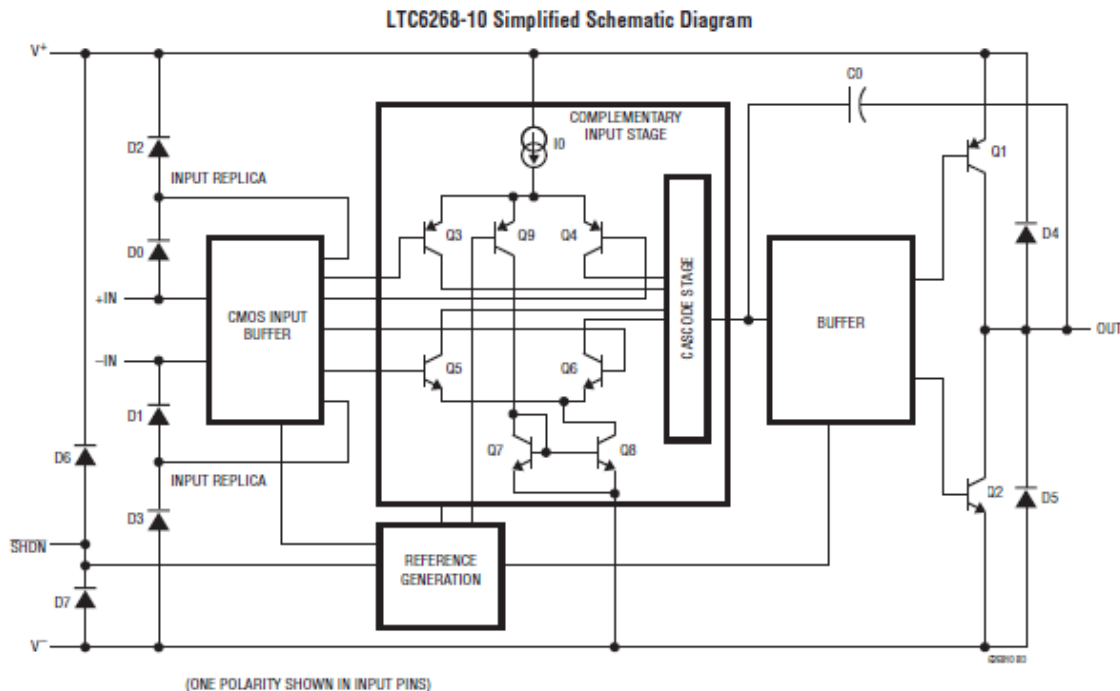 LTC6268-10 Simplified Schematic Diagram
V+
C0
COMPLEMENTARY
INPUT STAGE
I0
D2
Q1
INPUT REPLICA
Q3
Q9
Q4
D4
D0
+IN
CMOS INPUT
BUFFER
CASCODE STAGE
BUFFER
OUT
–IN
Q5
Q6
D1
Q7
Q8
D6
INPUT REPLICA
Q2
D5
D3
SHDN
REFERENCE
GENERATION
D7
V–
(ONE POLARITY SHOWN IN INPUT PINS)